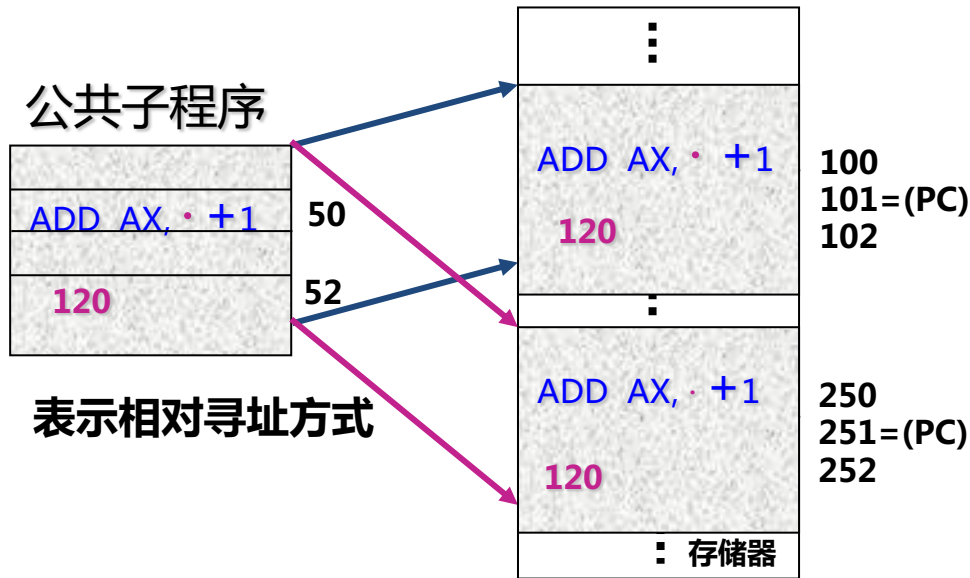 公共子程序
ADD AX, · +1
50
120
52
表示相对寻址方式
⋮
ADD AX, · +1
100
101=(PC)
120
102
⋮
ADD AX, · +1
250
251=(PC)
120
252
⋮ 存储器